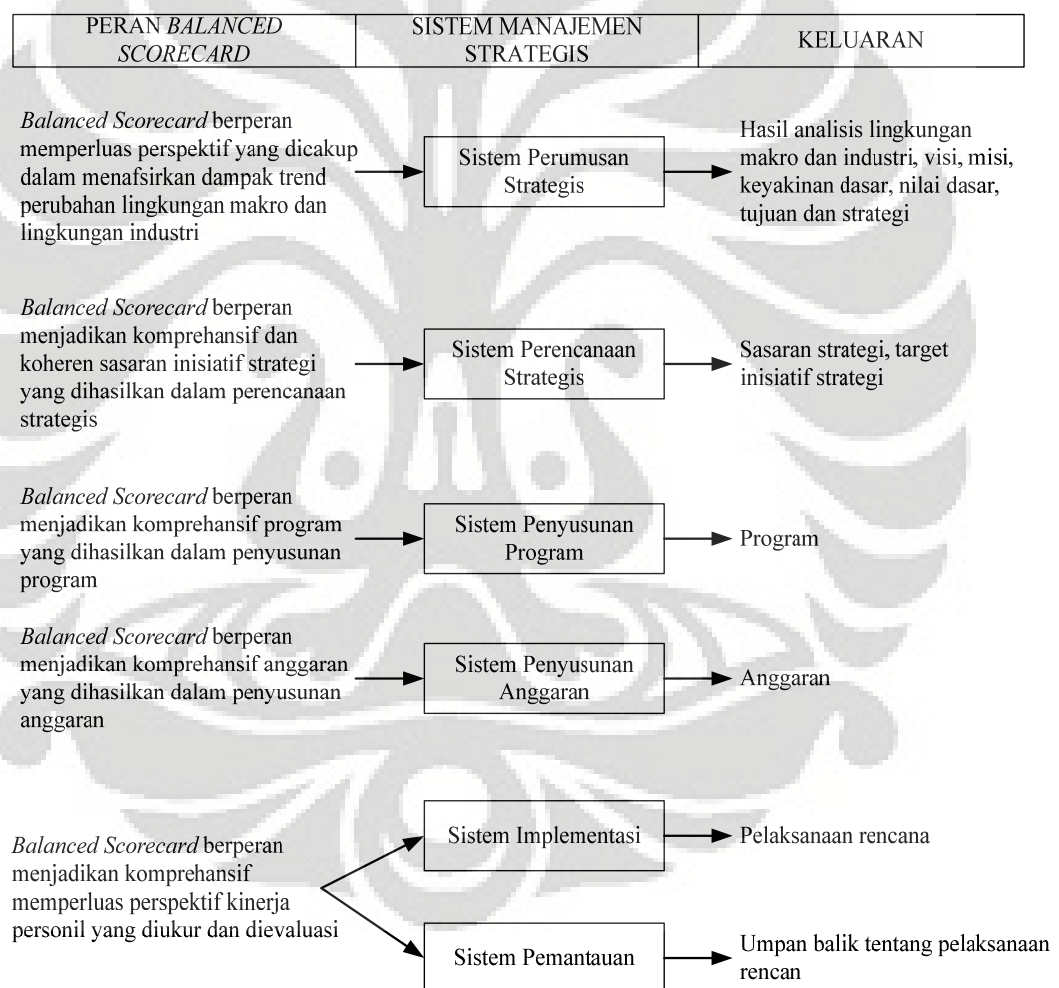 PERAN BALANCED
SCORECARD
SISTEM MANAJEMEN
STRATEGIS
KELUARAN
Balanced Scorecard berperan
memperluas perspektif yang dicakup
dalam menafsirkan dampak trend
perubahan lingkungan makro dan
lingkungan industri
Sistem Perumusan
Strategis
Hasil analisis lingkungan
makro dan industri, visi, misi,
keyakinan dasar, nilai dasar,
tujuan dan strategi
Balanced Scorecard berperan
menjadikan komprehansif dan
koheren sasaran inisiatif strategi
yang dihasilkan dalam perencanaan
strategis
Sistem Perencanaan
Strategis
Sasaran strategi, target
inisiatif strategi
Balanced Scorecard berperan
menjadikan komprehansif program
yang dihasilkan dalam penyusunan
program
Sistem Penyusunan
Program
Program
Balanced Scorecard berperan
menjadikan komprehansif anggaran
yang dihasilkan dalam penyusunan
anggaran
Sistem Penyusunan
Anggaran
Anggaran
Balanced Scorecard berperan
menjadikan komprehansif
memperluas perspektif kinerja
personil yang diukur dan dievaluasi
Sistem Implementasi
Pelaksanaan rencana
Sistem Pemantauan
Umpan balik tentang pelaksanaan
rencan